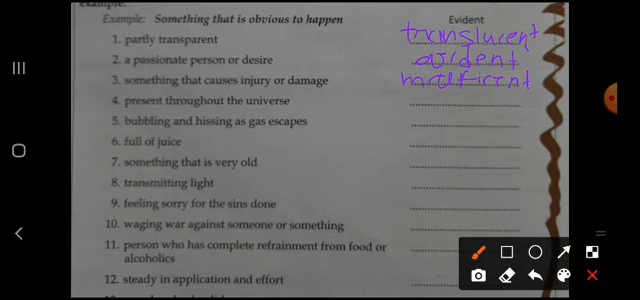 example.
Example: Something that is obvious to happen Evident
1. partly transparent translucent
2. a passionate person or desire avident
3. something that causes injury or damage maleficent
4. present throughout the universe
5. bubbling and hissing as gas escapes
6. full of juice
7. something that is very old
8. transmitting light
9. feeling sorry for the sins done
10. waging war against someone or something
11. person who has complete refrainment from food or
alcoholics
12. steady in application and effort